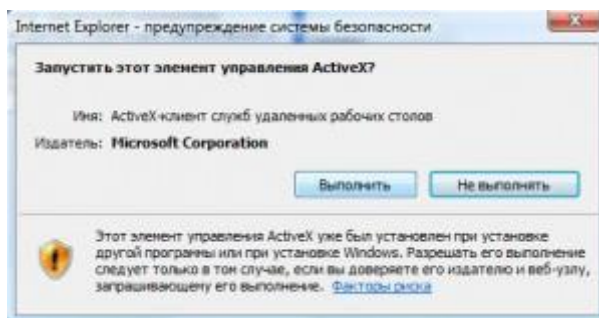 Internet Explorer - предупреждение системы безопасности
Запустить этот элемент управления ActiveX?
Имя: ActiveX-клиент служб удаленных рабочих столов
Издатель: Microsoft Corporation
Выполнить Не выполнять
Этот элемент управления ActiveX уже был установлен при установке
другой программы или при установке Windows. Разрешать его выполнение
следует только в том случае, если вы доверяете его издателю и веб-узлу,
запрашивающему его выполнение. Факторы риска